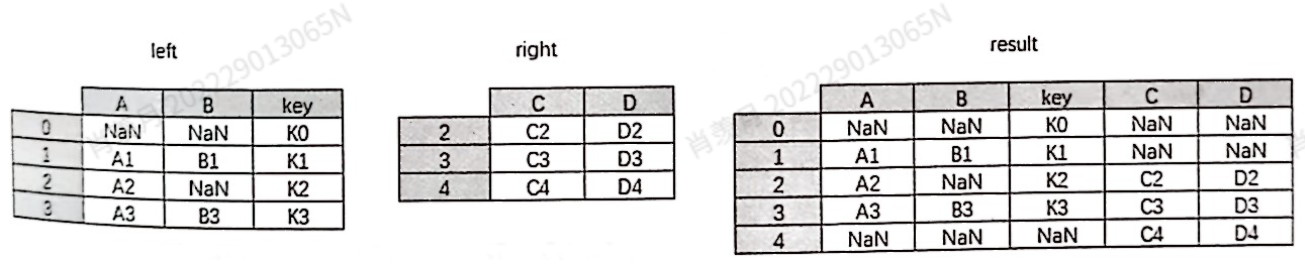 left
A B key
0 NaN NaN K0
1 A1 B1 K1
2 A2 NaN K2
3 A3 B3 K3
right
C D
2 C2 D2
3 C3 D3
4 C4 D4
result
A B key C D
0 NaN NaN K0 NaN NaN
1 A1 B1 K1 NaN NaN
2 A2 NaN K2 C2 D2
3 A3 B3 K3 C3 D3
4 NaN NaN NaN C4 D4
202229013065N